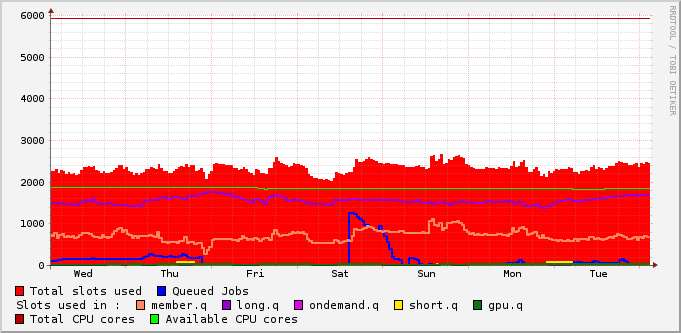 6000
5000
4000
3000
2000
1000
0
Wed Thu Fri Sat Sun Mon Tue
RRDTOOL / TOBI OETIKER
Total slots used Queued Jobs
Slots used in : member.q long.q ondemand.q short.q gpu.q
Total CPU cores Available CPU cores